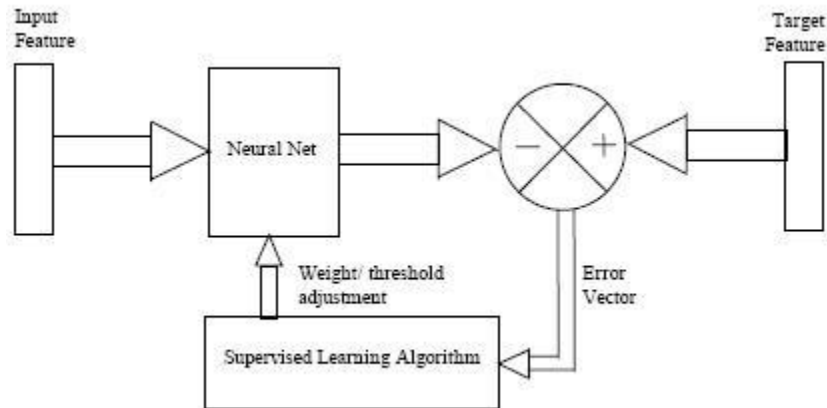 Input
Feature
Target
Feature
Neural Net
− +
Weight/ threshold
adjustment
Error
Vector
Supervised Learning Algorithm